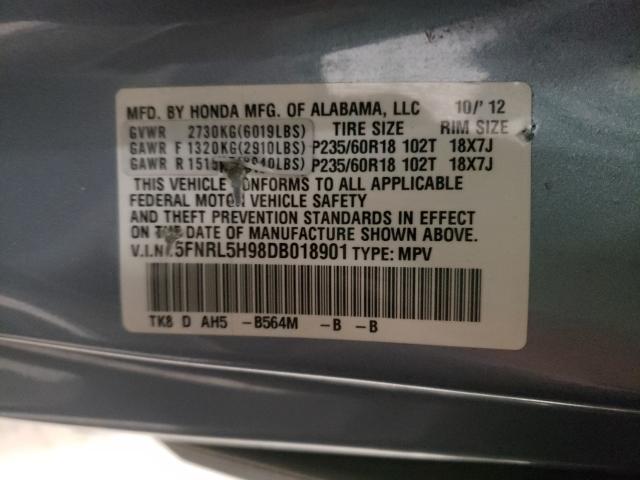 MFD. BY HONDA MFG. OF ALABAMA, LLC 10/'12
GVWR 2730KG(6019LBS) TIRE SIZE RIM SIZE
GAWR F 1320KG(2910LBS) P235/60R18 102T 18X7J
GAWR R P235/60R18 102T 18X7J
THIS VEHICLE CONFORMS TO ALL APPLICABLE
FEDERAL MOTOR VEHICLE SAFETY
AND THEFT PREVENTION STANDARDS IN EFFECT
ON THE DATE OF MANUFACTURE SHOWN ABOVE.
V.I.N. 5FNRL5H98DB018901 TYPE: MPV
TK8 D AH5 -B564M -B -B